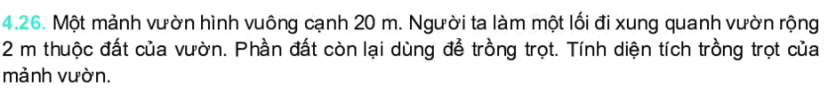 4.26. Một mảnh vườn hình vuông cạnh 20 m. Người ta làm một lối đi xung quanh vườn rộng
2 m thuộc đất của vườn. Phần đất còn lại dùng để trồng trọt. Tính diện tích trồng trọt của
mảnh vườn.